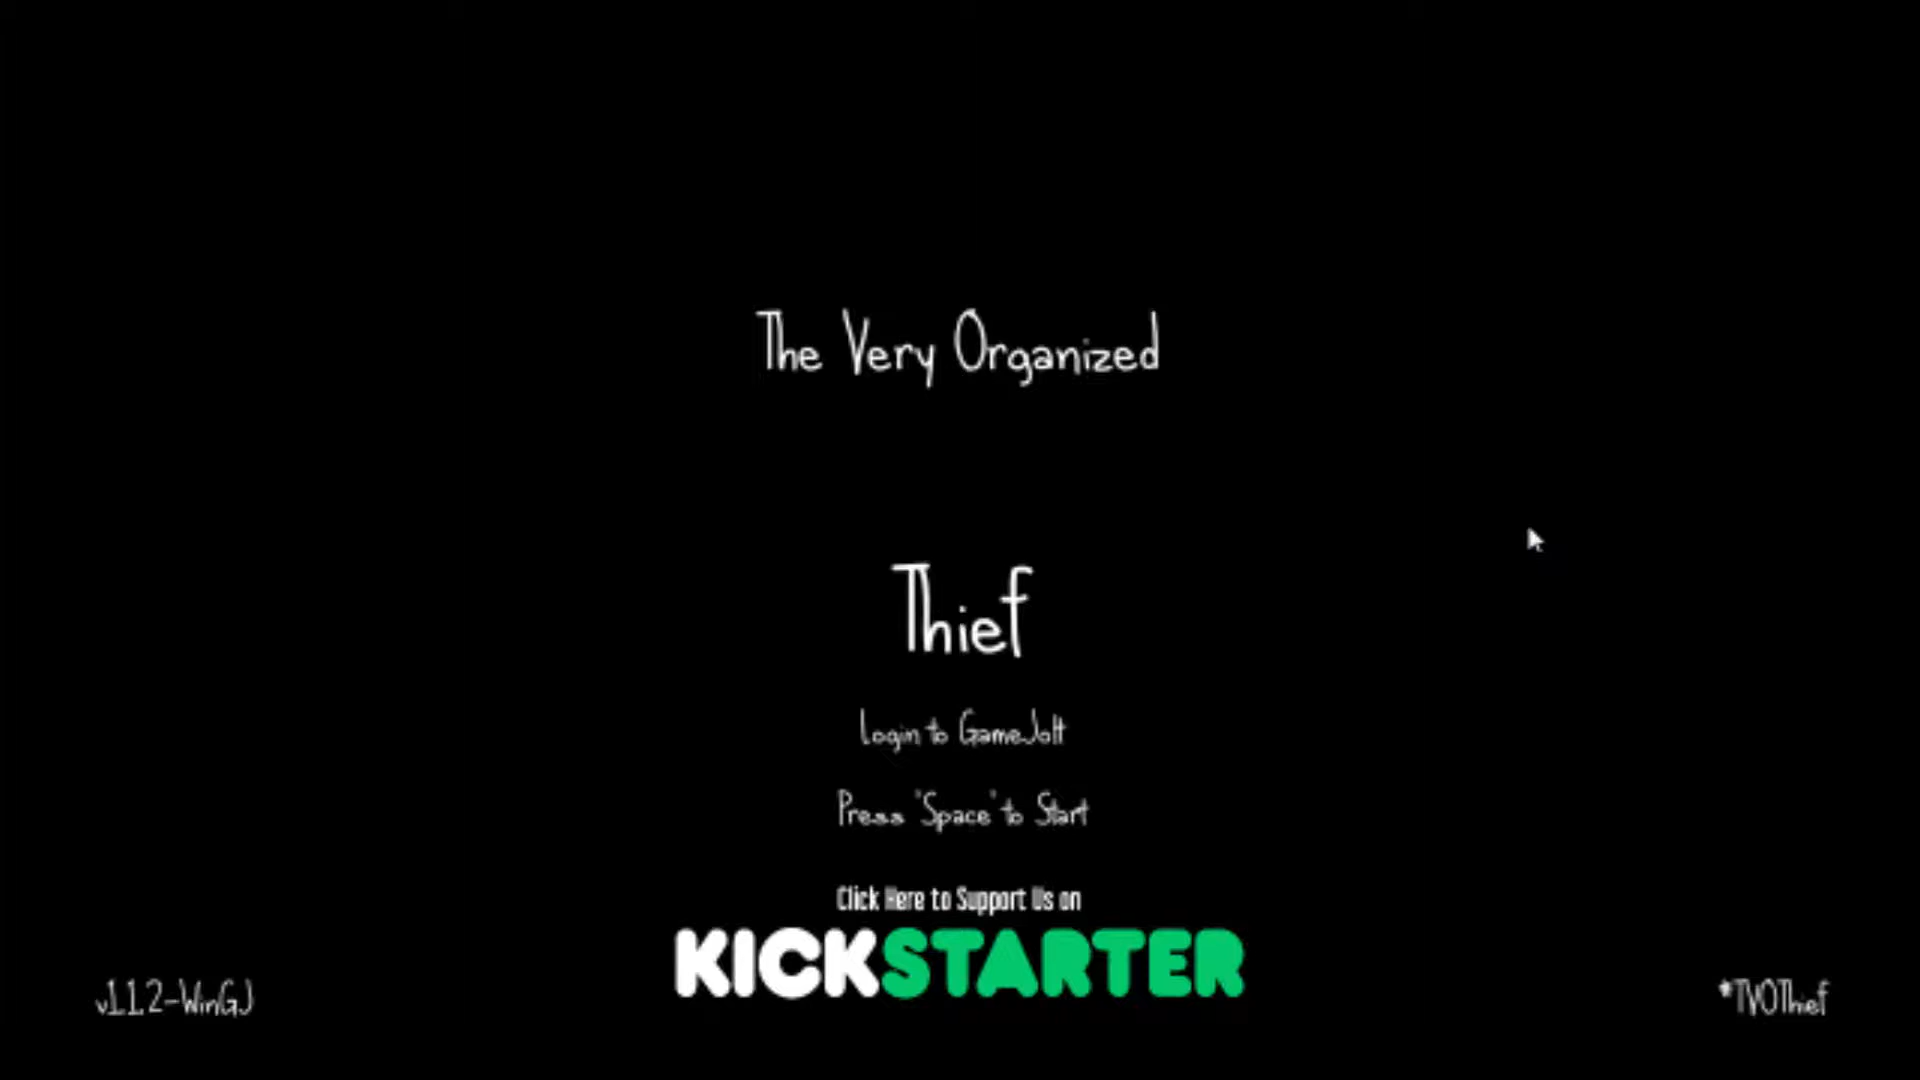 The Very Organized
Thief
Login to GameJolt
Press 'Space' to Start
Click Here to Support Us on
KICKSTARTER
v1.1.2-WinGJ
#TVOThief